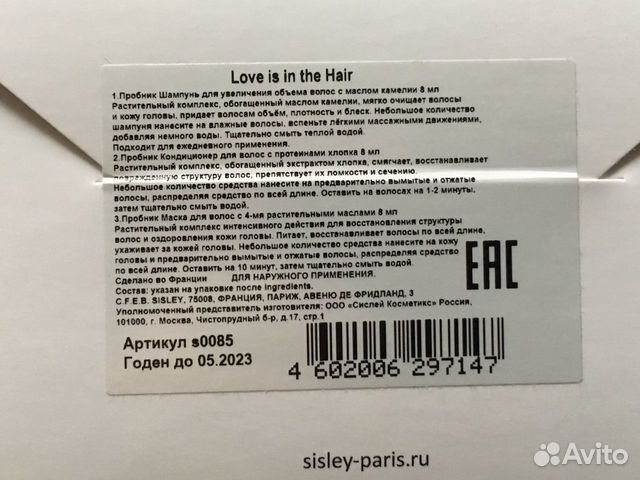 Love is in the Hair
1.Пробник Шампунь для увеличения объема волос с маслом камелии 8 мл
Растительный комплекс, обогащенный маслом камелии, мягко очищает волосы
и кожу головы, придает волосам объём, плотность и блеск. Небольшое количество
шампуня нанесите на влажные волосы, вспеньте лёгкими массажными движениями,
добавляя немного воды. Тщательно смыть теплой водой.
Подходит для ежедневного применения.
2.Пробник Кондиционер для волос с протеинами хлопка 8 мл
Растительный комплекс, обогащенный экстрактом хлопка, смягчает, восстанавливает
поврежденную структуру волос, препятствует их ломкости и сечению.
Небольшое количество средства нанесите на предварительно вымытые и отжатые
волосы, распределяя средство по всей длине. Оставить на волосах на 1-2 минуты,
затем тщательно смыть водой.
3.Пробник Маска для волос с 4-мя растительными маслами 8 мл
Растительный комплекс интенсивного действия для восстановления структуры
волос и оздоровления кожи головы. Питает, восстанавливает волосы по всей длине,
ухаживает за кожей головы. Небольшое количество средства нанесите на кожу
головы и предварительно вымытые и отжатые волосы, распределяя средство
по всей длине. Оставить на 10 минут, затем тщательно смыть водой.
Сделано во Франции ДЛЯ НАРУЖНОГО ПРИМЕНЕНИЯ.
Состав: указан на упаковке после ingredients.
C.F.E.B. SISLEY, 75008, ФРАНЦИЯ, ПАРИЖ, АВЕНЮ ДЕ ФРИДЛАНД, 3
Уполномоченный представитель изготовителя: ООО «Сислей Косметикс» Россия,
101000, г. Москва, Чистопрудный б-р, д.17, стр.1
EAC
Артикул s0085
Годен до 05.2023
4 602006 297147
sisley-paris.ru
Avito